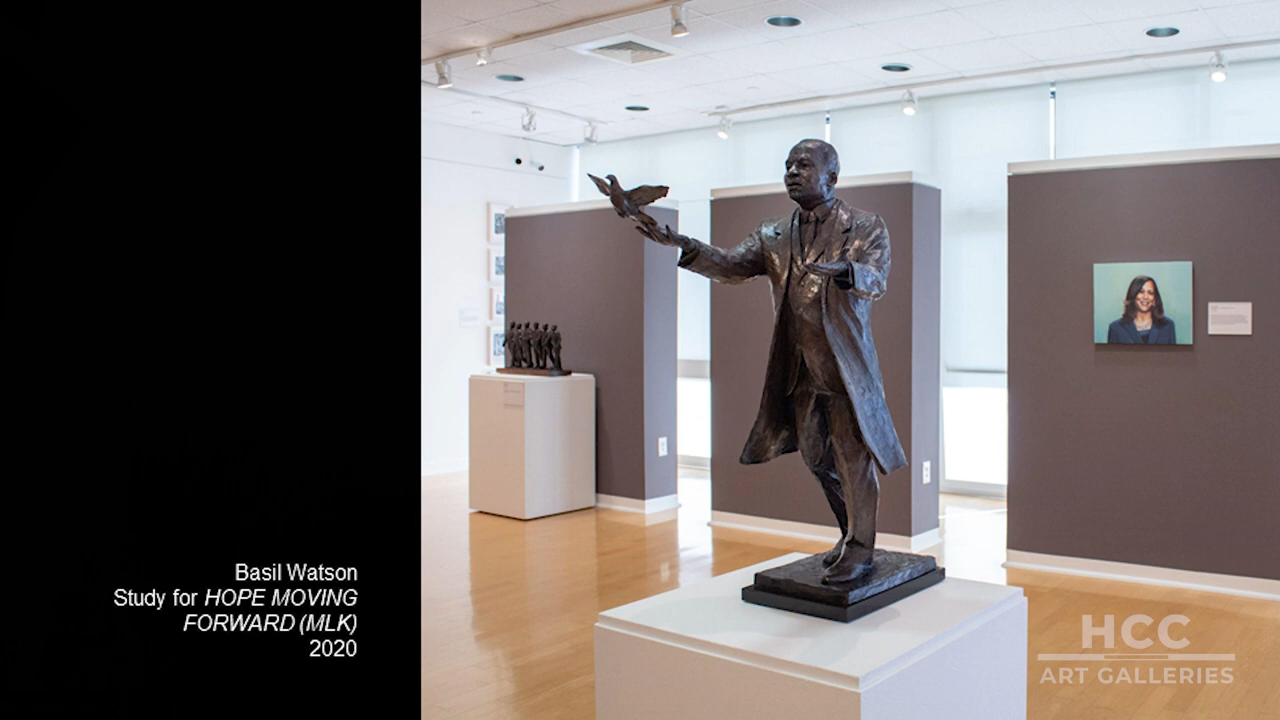 Basil Watson
Study for HOPE MOVING
FORWARD (MLK)
2020
HCC
ART GALLERIES